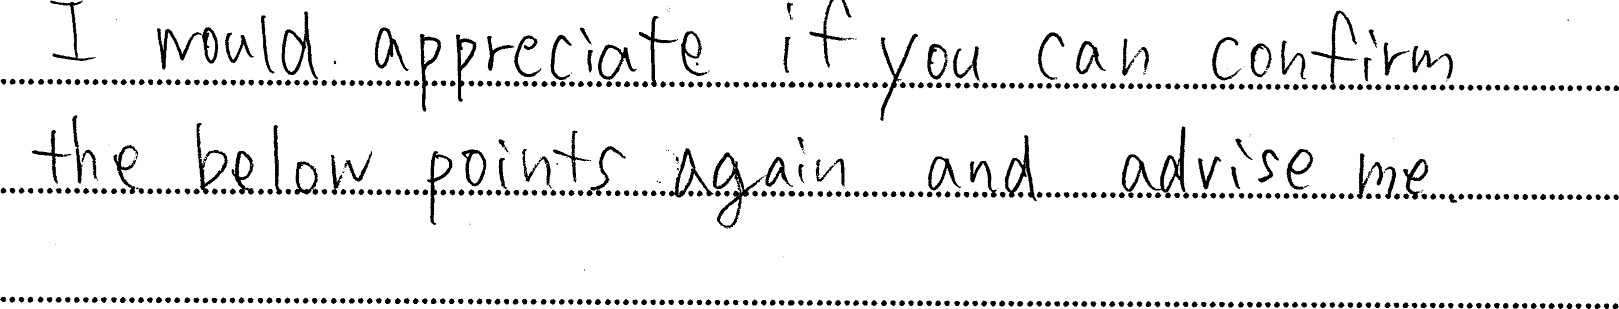 I would appreciate if you can confirm
the below points again and advise me.